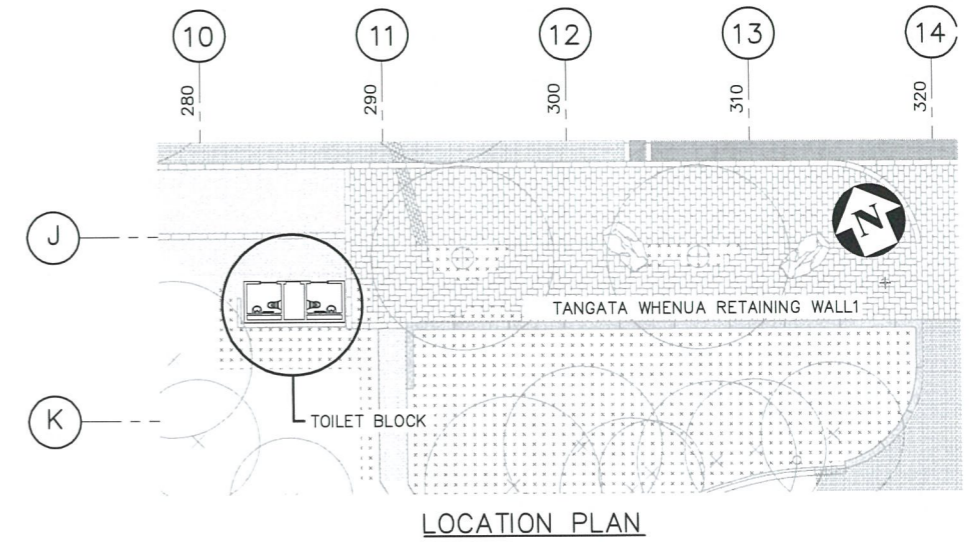 10 11 12 13 14
280 290 300 310 320
N
J
TANGATA WHENUA RETAINING WALL1
K
TOILET BLOCK
LOCATION PLAN